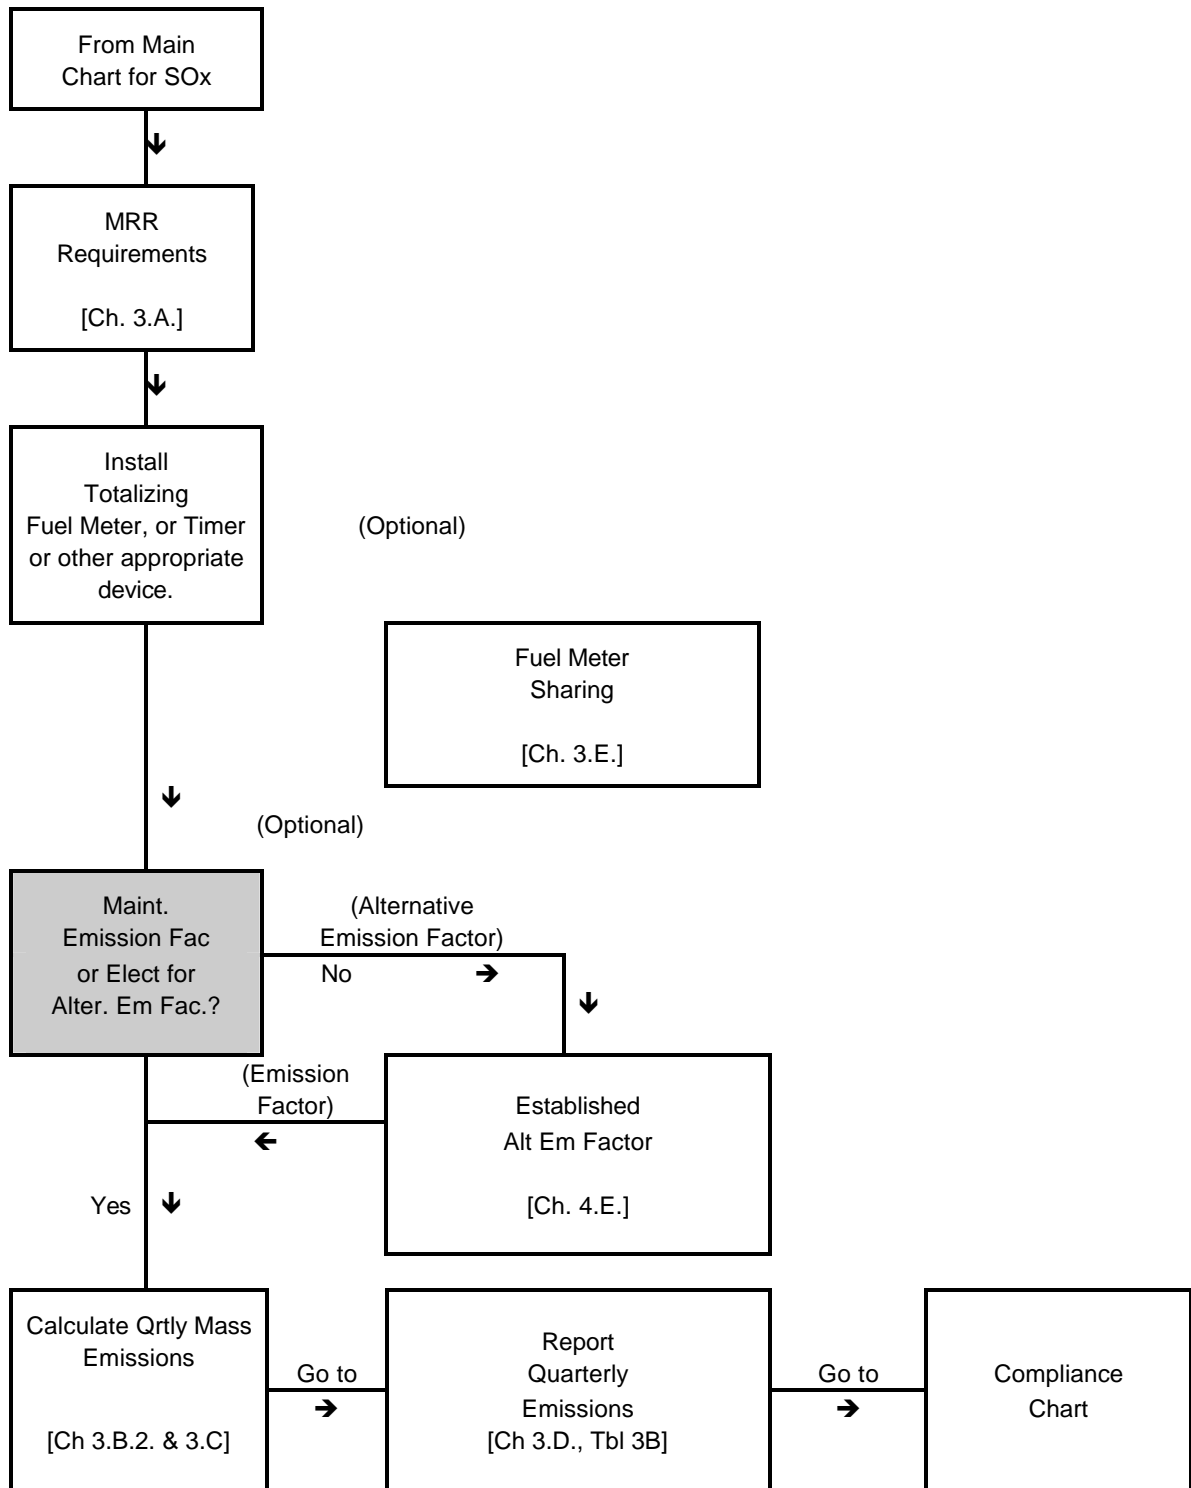 From Main
Chart for SOx
MRR
Requirements
[Ch. 3.A.]
Install
Totalizing
Fuel Meter, or Timer
or other appropriate
device.
(Optional)
Fuel Meter
Sharing
[Ch. 3.E.]
(Optional)
Maint.
Emission Fac
or Elect for
Alter. Em Fac.?
(Alternative
Emission Factor)
No
(Emission
Factor)
Established
Alt Em Factor
[Ch. 4.E.]
Yes
Calculate Qrtly Mass
Emissions
[Ch 3.B.2. & 3.C]
Go to
Report
Quarterly
Emissions
[Ch 3.D., Tbl 3B]
Go to
Compliance
Chart